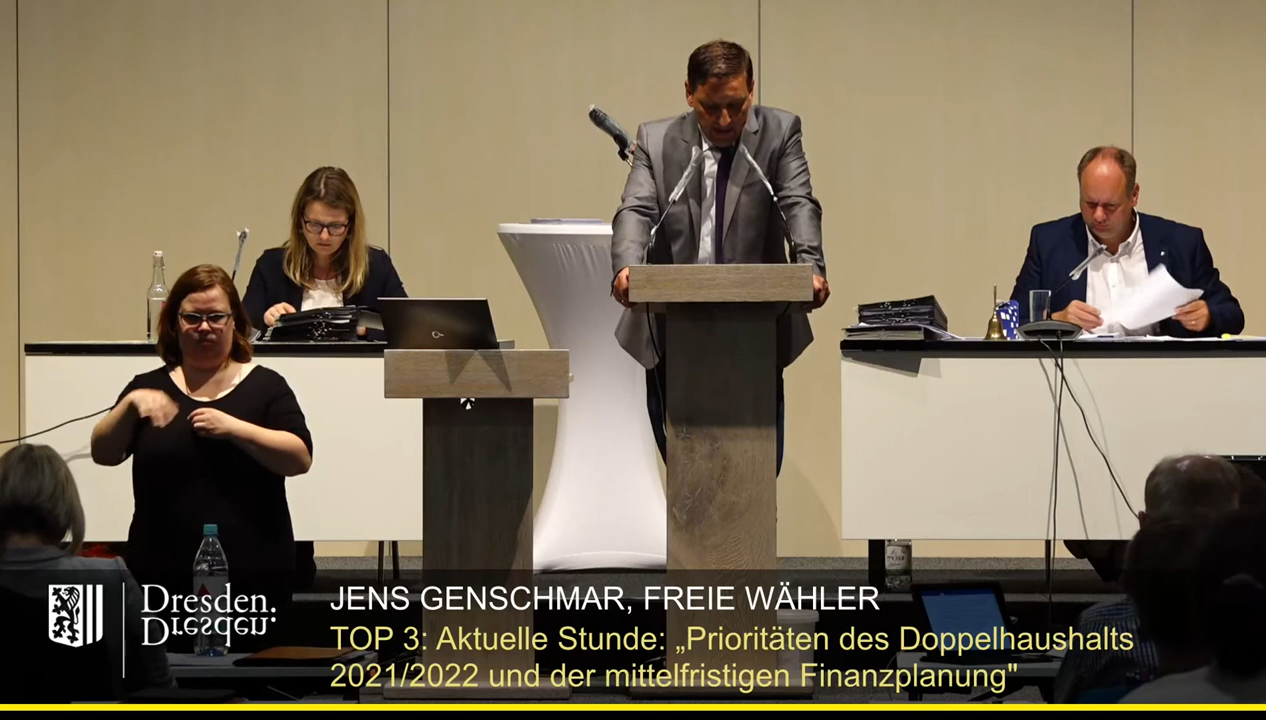 Dresden.
Dresden.
JENS GENSCHMAR, FREIE WÄHLER
TOP 3: Aktuelle Stunde: „Prioritäten des Doppelhaushalts
2021/2022 und der mittelfristigen Finanzplanung"